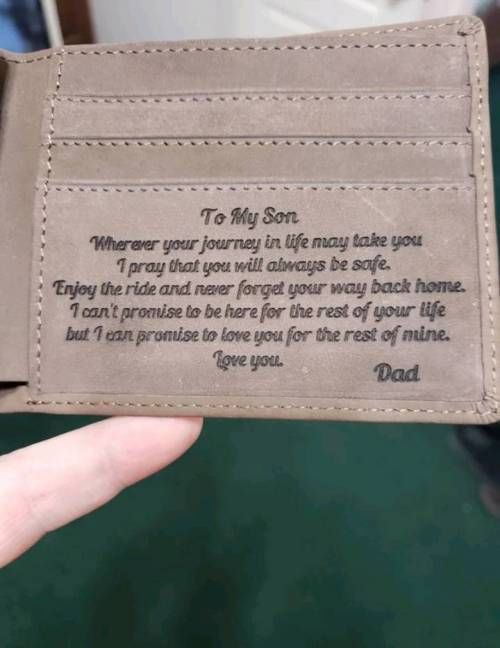 To My Son
Wherever your journey in life may take you
I pray that you will always be safe.
Enjoy the ride and never forget your way back home.
I can't promise to be here for the rest of your life
but I can promise to love you for the rest of mine.
Love you.
Dad